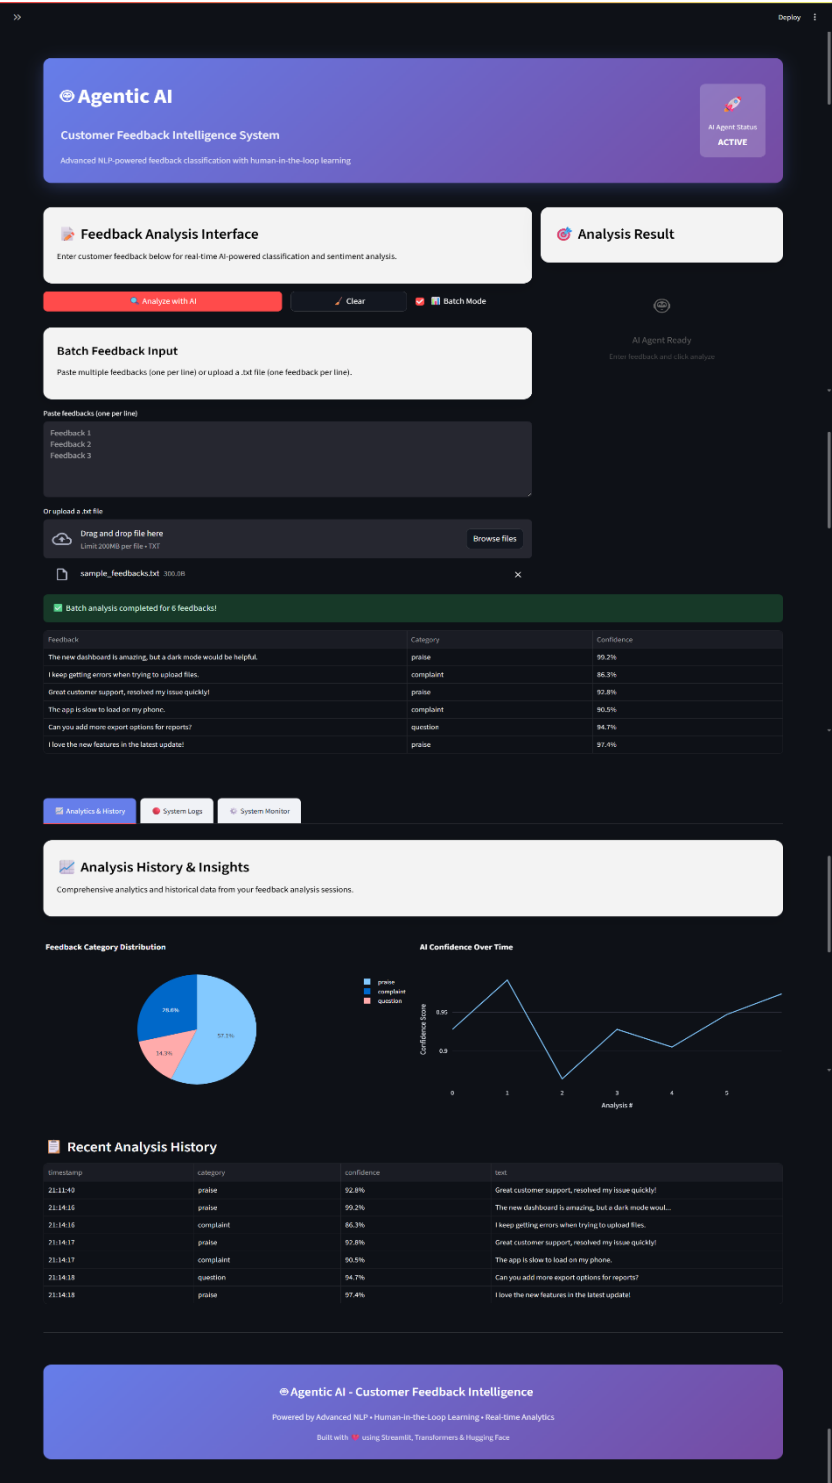 Deploy
Agentic AI
Customer Feedback Intelligence System
Advanced NLP-powered feedback classification with human-in-the-loop learning
AI Agent Status
ACTIVE
Feedback Analysis Interface
Enter customer feedback below for real-time AI-powered classification and sentiment analysis.
Analyze with AI
Clear
Batch Mode
Analysis Result
AI Agent Ready
Enter feedback and click analyze
Batch Feedback Input
Paste multiple feedbacks (one per line) or upload a .txt file (one feedback per line).
Paste feedbacks (one per line)
Feedback 1
Feedback 2
Feedback 3
Or upload a .txt file
Drag and drop file here
Limit 200MB per file • TXT
Browse files
sample_feedbacks.txt 300.0B
Batch analysis completed for 6 feedbacks!
Feedback Category Confidence
The new dashboard is amazing, but a dark mode would be helpful. praise 99.2%
I keep getting errors when trying to upload files. complaint 86.3%
Great customer support, resolved my issue quickly! praise 92.8%
The app is slow to load on my phone. complaint 90.5%
Can you add more export options for reports? question 94.7%
I love the new features in the latest update! praise 97.4%
Analytics & History
System Logs
System Monitor
Analysis History & Insights
Comprehensive analytics and historical data from your feedback analysis sessions.
Feedback Category Distribution
praise
complaint
question
28.6%
57.1%
14.3%
AI Confidence Over Time
Confidence Score
0.95
0.9
0 1 2 3 4 5
Analysis #
Recent Analysis History
timestamp category confidence text
21:11:40 praise 92.8% Great customer support, resolved my issue quickly!
21:14:16 praise 99.2% The new dashboard is amazing, but a dark mode woul...
21:14:16 complaint 86.3% I keep getting errors when trying to upload files.
21:14:17 praise 92.8% Great customer support, resolved my issue quickly!
21:14:17 complaint 90.5% The app is slow to load on my phone.
21:14:18 question 94.7% Can you add more export options for reports?
21:14:18 praise 97.4% I love the new features in the latest update!
Agentic AI - Customer Feedback Intelligence
Powered by Advanced NLP • Human-in-the-Loop Learning • Real-time Analytics
Built with using Streamlit, Transformers & Hugging Face